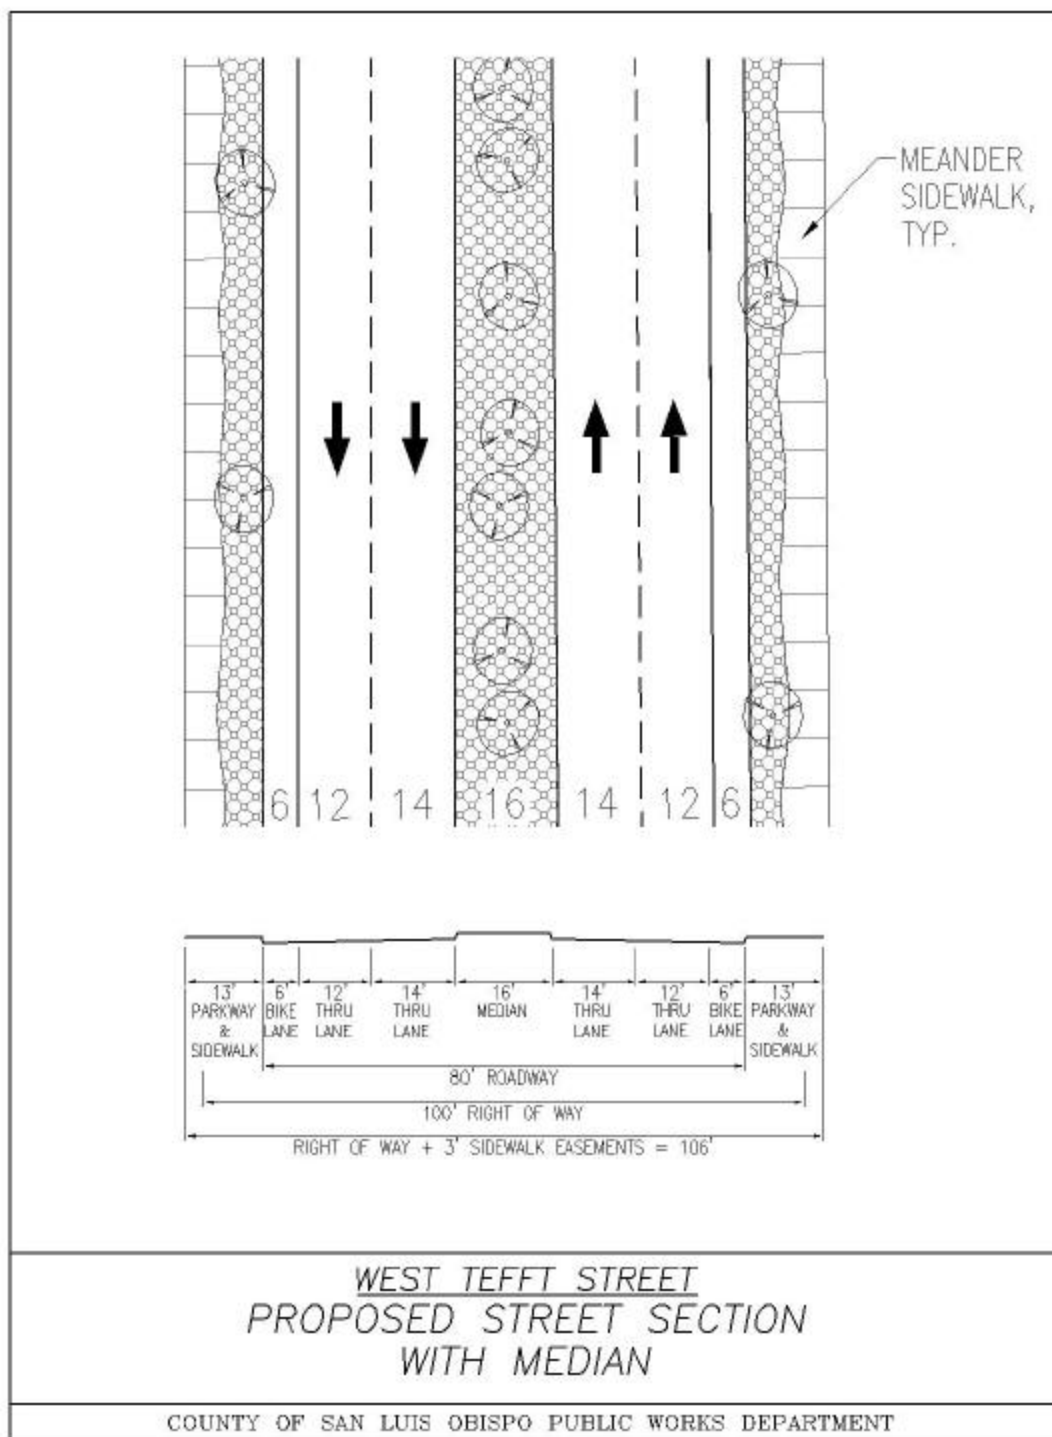 MEANDER
SIDEWALK,
TYP.
6 12 14 16 14 12 6
13' 6' 12' 14' 16' 14' 12' 6' 13'
PARKWAY BIKE THRU THRU MEDIAN THRU THRU BIKE PARKWAY
& LANE LANE LANE LANE LANE LANE &
SIDEWALK SIDEWALK
80' ROADWAY
100' RIGHT OF WAY
RIGHT OF WAY + 3' SIDEWALK EASEMENTS = 106'
WEST TEFFT STREET
PROPOSED STREET SECTION
WITH MEDIAN
COUNTY OF SAN LUIS OBISPO PUBLIC WORKS DEPARTMENT